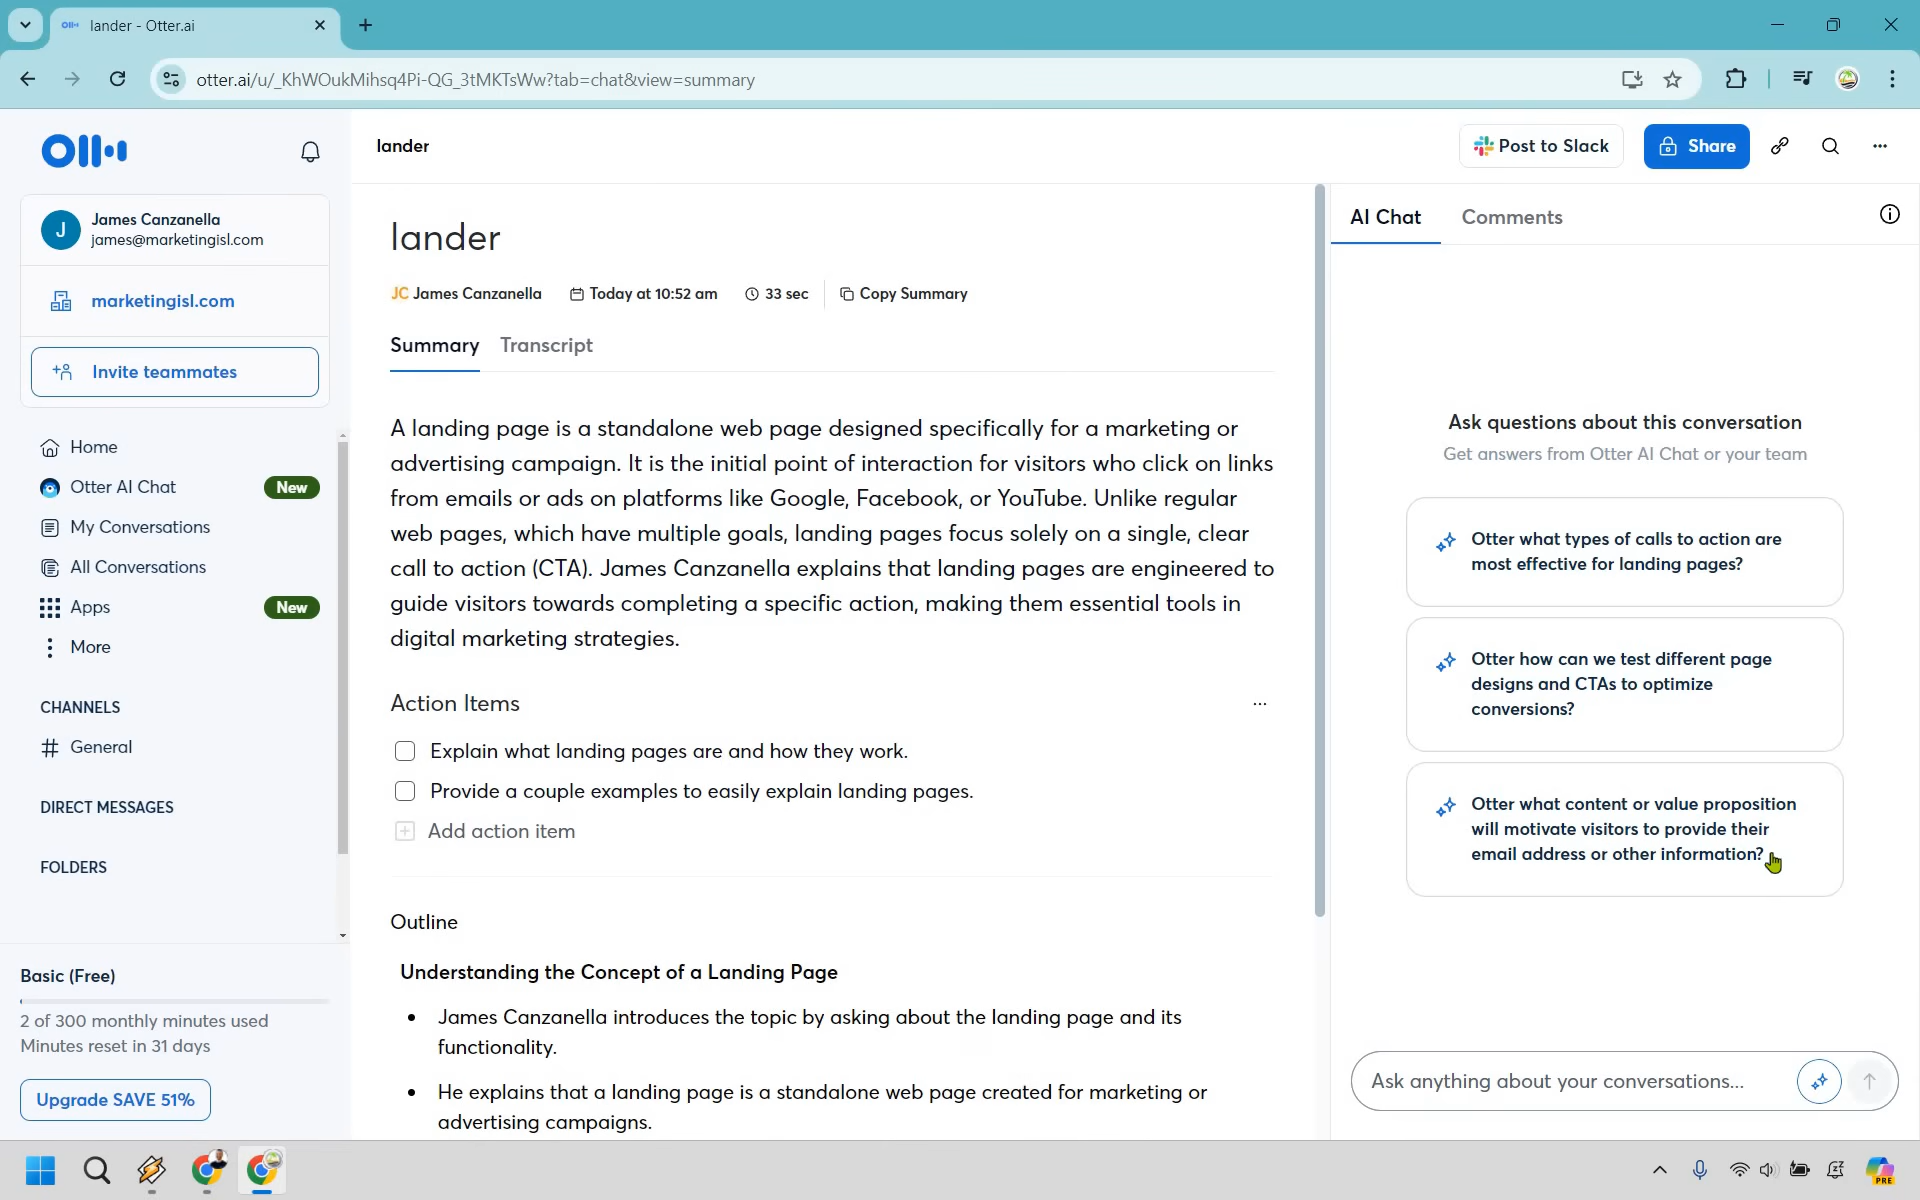 lander - Otter.ai
otter.ai/u/_KhWOukMihsq4Pi-QG_3tMKTsWw?tab=chat&view=summary
lander
Post to Slack
Share
J
James Canzanella
james@marketingisl.com
marketingisl.com
Invite teammates
Home
Otter AI Chat New
My Conversations
All Conversations
Apps New
More
CHANNELS
General
DIRECT MESSAGES
FOLDERS
Basic (Free)
2 of 300 monthly minutes used
Minutes reset in 31 days
Upgrade SAVE 51%
lander
JC James Canzanella Today at 10:52 am 33 sec Copy Summary
Summary Transcript
A landing page is a standalone web page designed specifically for a marketing or
advertising campaign. It is the initial point of interaction for visitors who click on links
from emails or ads on platforms like Google, Facebook, or YouTube. Unlike regular
web pages, which have multiple goals, landing pages focus solely on a single, clear
call to action (CTA). James Canzanella explains that landing pages are engineered to
guide visitors towards completing a specific action, making them essential tools in
digital marketing strategies.
Action Items
Explain what landing pages are and how they work.
Provide a couple examples to easily explain landing pages.
Add action item
Outline
Understanding the Concept of a Landing Page
• James Canzanella introduces the topic by asking about the landing page and its
functionality.
• He explains that a landing page is a standalone web page created for marketing or
advertising campaigns.
AI Chat Comments
Ask questions about this conversation
Get answers from Otter AI Chat or your team
Otter what types of calls to action are
most effective for landing pages?
Otter how can we test different page
designs and CTAs to optimize
conversions?
Otter what content or value proposition
will motivate visitors to provide their
email address or other information?
Ask anything about your conversations...
PRE